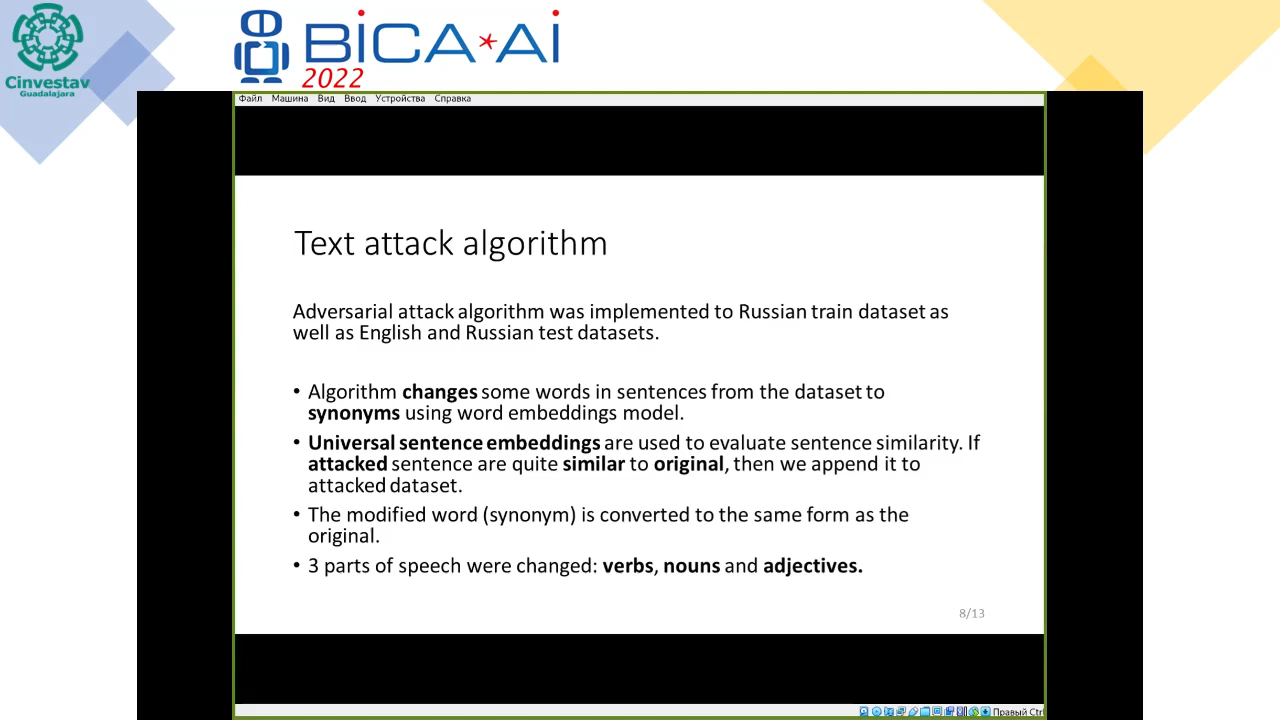 Cinvestav
Guadalajara
BiCA*Ai
2022
Файл Машина Вид Ввод Устройства Справка
Text attack algorithm
Adversarial attack algorithm was implemented to Russian train dataset as
well as English and Russian test datasets.
• Algorithm changes some words in sentences from the dataset to
synonyms using word embeddings model.
• Universal sentence embeddings are used to evaluate sentence similarity. If
attacked sentence are quite similar to original, then we append it to
attacked dataset.
• The modified word (synonym) is converted to the same form as the
original.
• 3 parts of speech were changed: verbs, nouns and adjectives.
8/13
Правый Ctrl